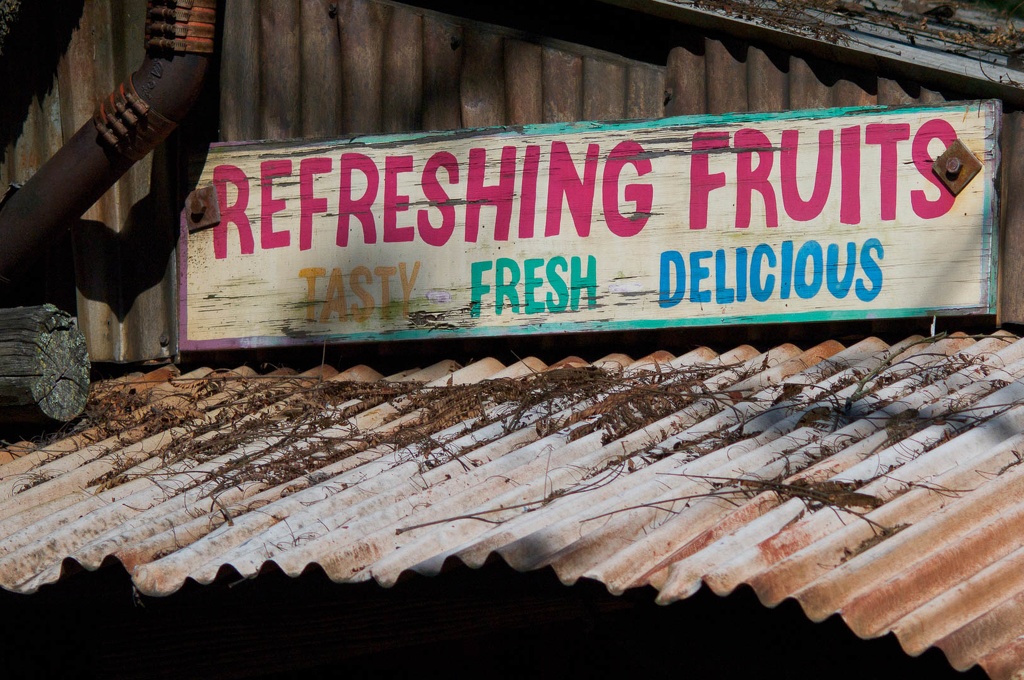 REFRESHING FRUITS
TASTY - FRESH - DELICIOUS